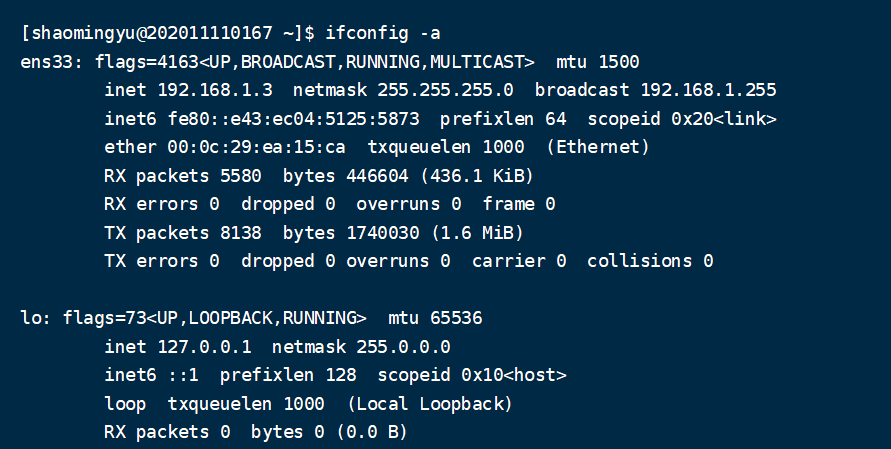 [shaomingyu@202011110167 ~]$ ifconfig -a
ens33: flags=4163<UP,BROADCAST,RUNNING,MULTICAST>  mtu 1500
        inet 192.168.1.3  netmask 255.255.255.0  broadcast 192.168.1.255
        inet6 fe80::e43:ec04:5125:5873  prefixlen 64  scopeid 0x20<link>
        ether 00:0c:29:ea:15:ca  txqueuelen 1000  (Ethernet)
        RX packets 5580  bytes 446604 (436.1 KiB)
        RX errors 0  dropped 0  overruns 0  frame 0
        TX packets 8138  bytes 1740030 (1.6 MiB)
        TX errors 0  dropped 0 overruns 0  carrier 0  collisions 0

lo: flags=73<UP,LOOPBACK,RUNNING>  mtu 65536
        inet 127.0.0.1  netmask 255.0.0.0
        inet6 ::1  prefixlen 128  scopeid 0x10<host>
        loop  txqueuelen 1000  (Local Loopback)
        RX packets 0  bytes 0 (0.0 B)